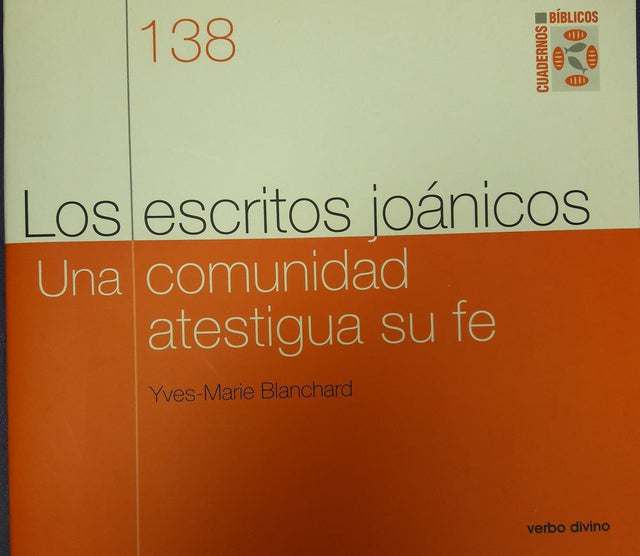 138
CUADERNOS
BÍBLICOS
Los escritos joánicos
Una comunidad
atestigua su fe
Yves-Marie Blanchard
verbo divino